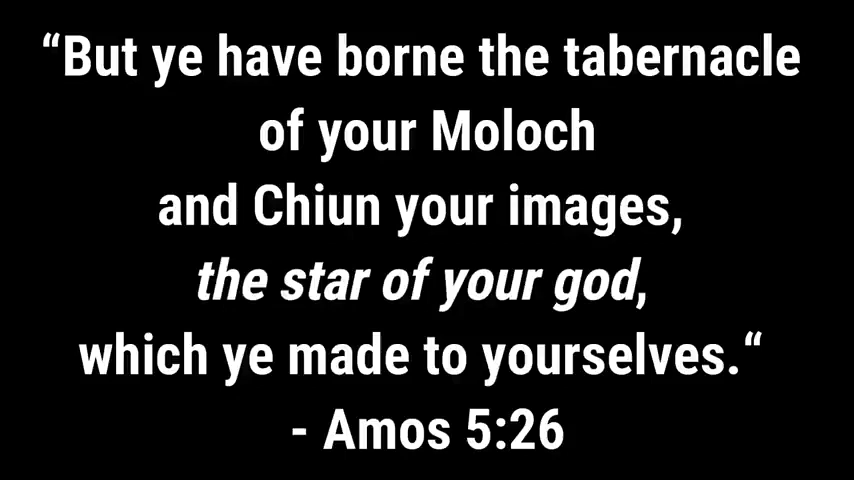 “But ye have borne the tabernacle
of your Moloch
and Chiun your images,
the star of your god,
which ye made to yourselves.“
- Amos 5:26